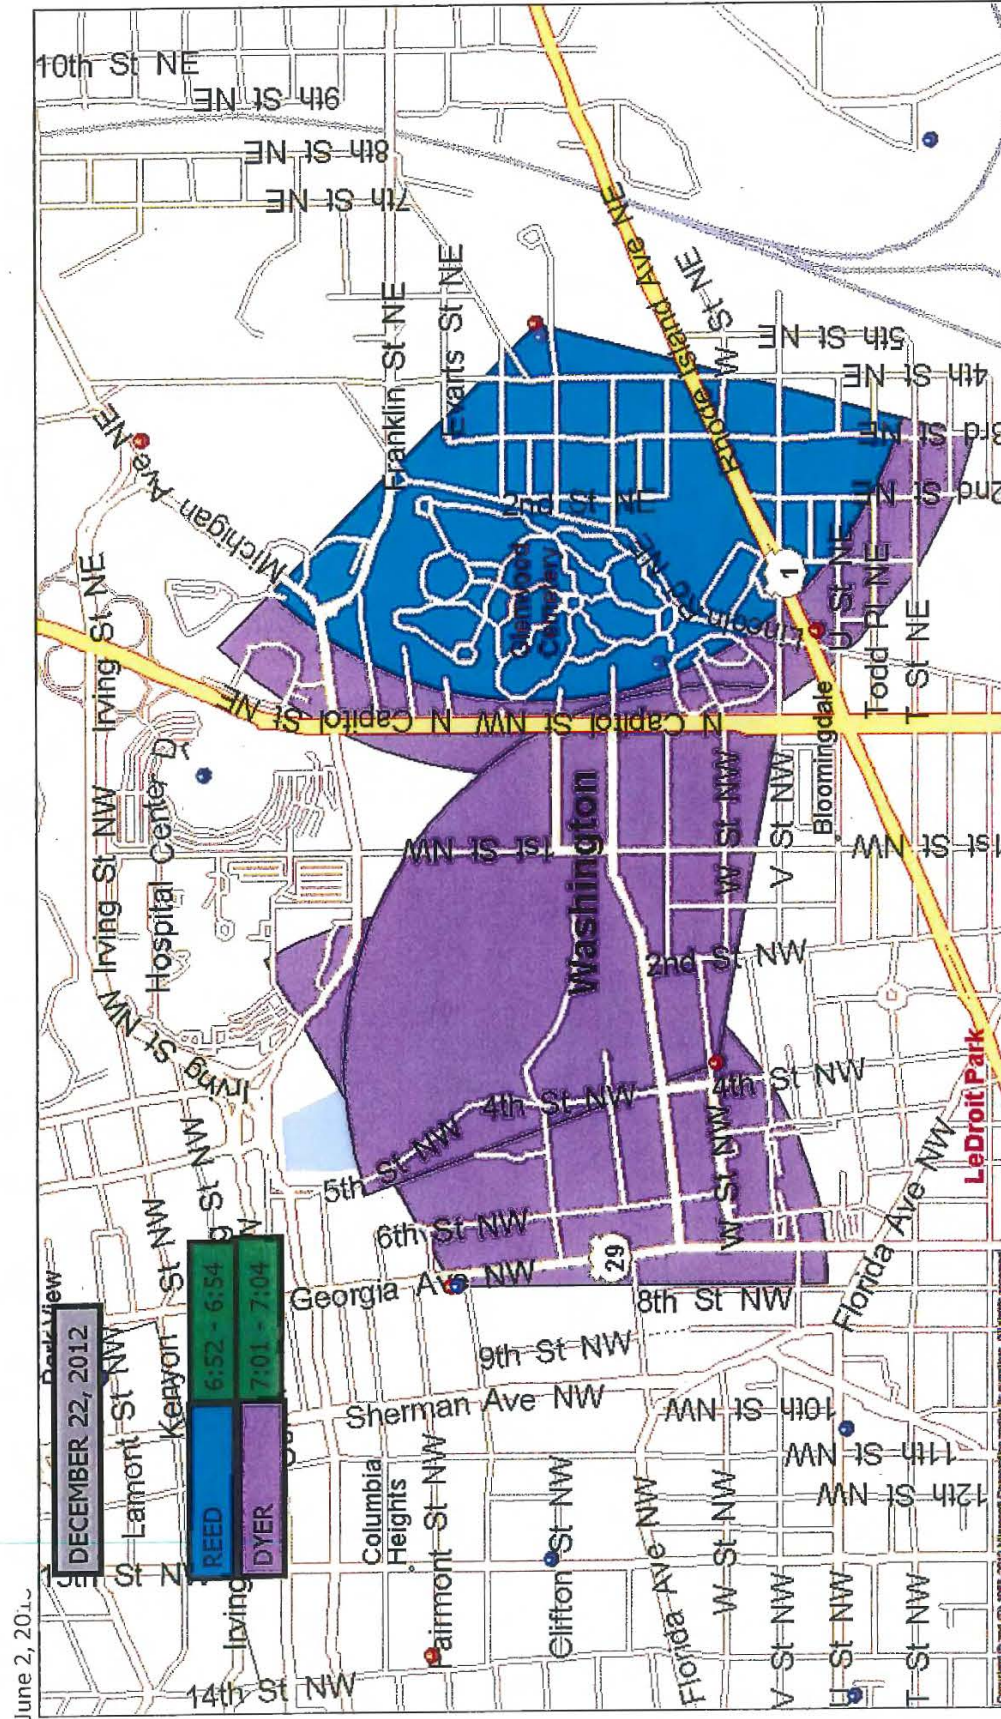 June 2,
DECEMBER 22, 2012
REED
6:52 - 6:54
DYER
7:01 - 7:04
Lamont St NW
Kenyon St NW
St NW
14th St NW
Irving
Irving St NW
Irving St NW
Irving St NW
Irving St NE
Hospital Center D
Michigan Ave NE
10th St NE
9th St NE
8th St NE
7th St NE
Franklin St NE
Evarts St NE
Georgia Ave NW
5th St NW
6th St NW
4th St NW
4th St NW
8th St NW
9th St NW
Sherman Ave NW
10th St NW
11th St NW
12th St NW
Columbia
Heights
Fairmont St NW
Clifton St NW
Florida Ave NW
Florida Ave NW
W St NW
V St NW
U St NW
T St NW
29
W St NW
2nd St NW
1st St NW
1st St NW
W St NW
V St NW
Washington
N Capitol St NE
N Capitol St NW
N Capitol
Bloomingdale
LeDroit Park
Glenwood
Cemetery
Lincoln Rd NE
2nd St NE
2nd St NE
3rd St NE
4th St NE
5th St NE
1
Rhode Island Ave NE
W St NE
U St NE
Todd Pl NE
T St NE